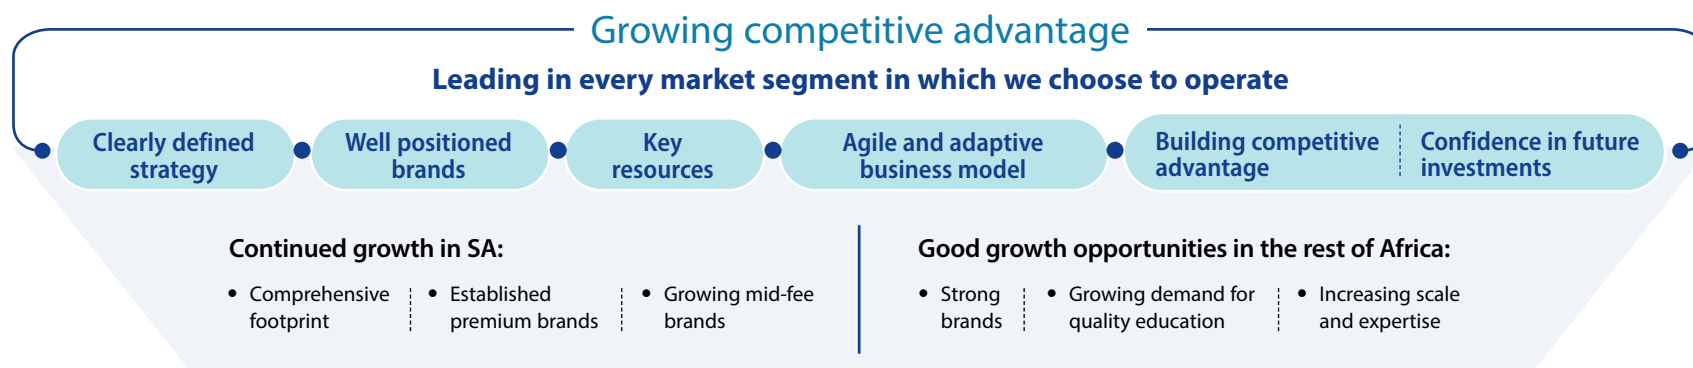 Growing competitive advantage
Leading in every market segment in which we choose to operate
Clearly defined
strategy
Well positioned
brands
Key
resources
Agile and adaptive
business model
Building competitive
advantage
Confidence in future
investments
Continued growth in SA:
• Comprehensive
footprint
• Established
premium brands
• Growing mid-fee
brands
Good growth opportunities in the rest of Africa:
• Strong
brands
• Growing demand for
quality education
• Increasing scale
and expertise